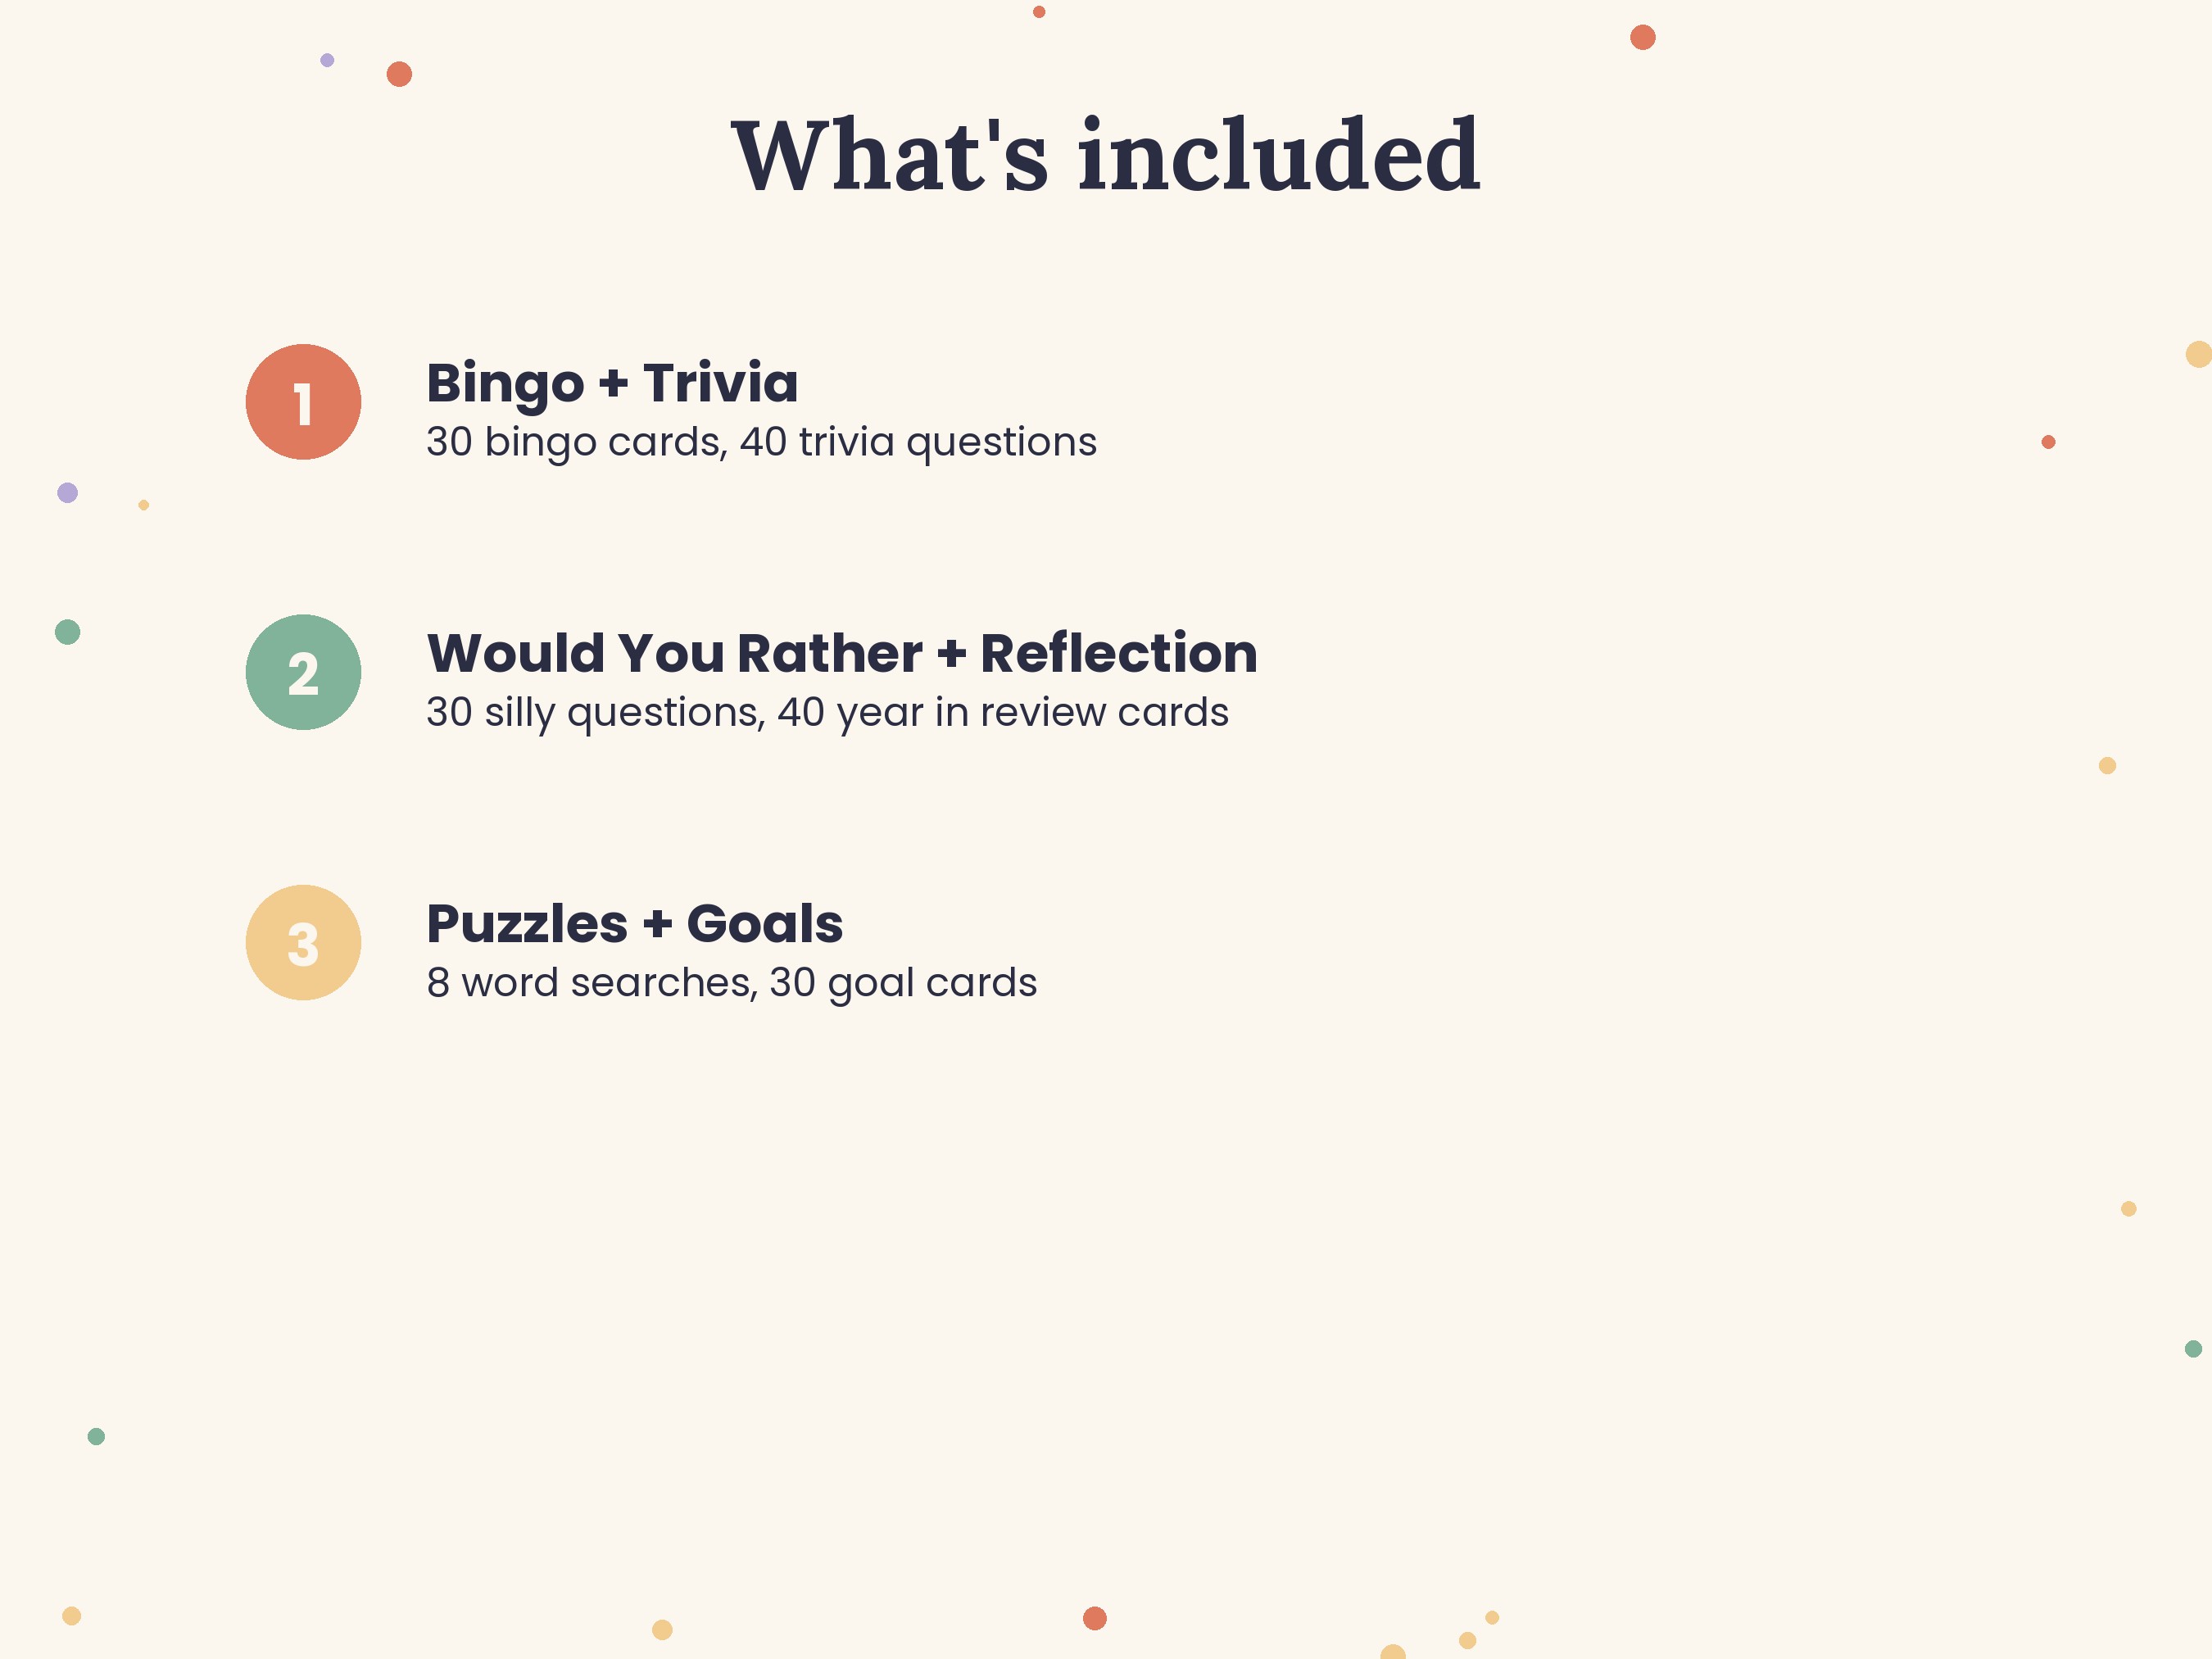 What's included
1
Bingo + Trivia
30 bingo cards, 40 trivia questions
2
Would You Rather + Reflection
30 silly questions, 40 year in review cards
3
Puzzles + Goals
8 word searches, 30 goal cards